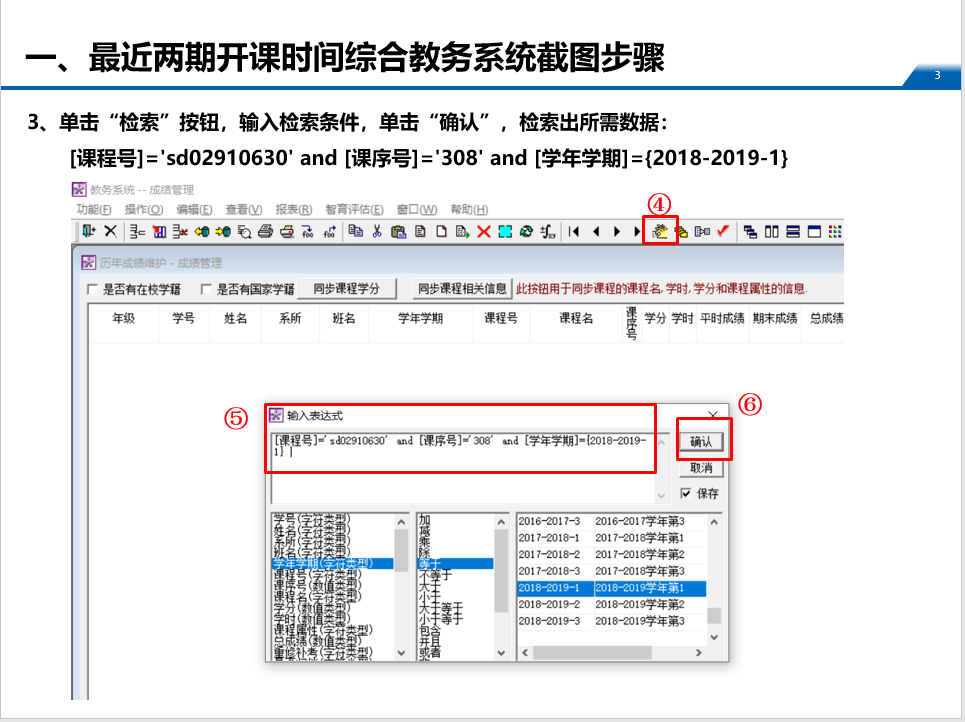 一、最近两期开课时间综合教务系统截图步骤
3
3、单击“检索”按钮，输入检索条件，单击“确认”，检索出所需数据：
[课程号]='sd02910630' and [课序号]='308' and [学年学期]={2018-2019-1}
教务系统 -- 成绩管理
功能(F) 操作(O) 编辑(E) 查看(V) 报表(R) 智育评估(E) 窗口(W) 帮助(H)
④
历年成绩维护 - 成绩管理
是否有在校学籍 是否有国家学籍 同步课程学分 同步课程相关信息 此按钮用于同步课程的课程名,学时,学分和课程属性的信息.
年级 学号 姓名 系所 班名 学年学期 课程号 课程名 课序号 学分 学时 平时成绩 期末成绩 总成绩
⑤ ⑥
输入表达式
[课程号]='sd02910630' and [课序号]='308' and [学年学期]={2018-2019-
1}
确认
取消
保存
学号(字符类型)
姓名(字符类型)
系所(字符类型)
班名(字符类型)
学年学期(字符类型)
课程号(字符类型)
课序号(数值类型)
课程名(字符类型)
学分(数值类型)
学时(数值类型)
课程属性(字符类型)
总成绩(数值类型)
重修补考(字符类型)
加
减
乘
除
等于
不等于
大于
小于
大于等于
小于等于
包含
并且
或者
2016-2017-3 2016-2017学年第3
2017-2018-1 2017-2018学年第1
2017-2018-2 2017-2018学年第2
2017-2018-3 2017-2018学年第3
2018-2019-1 2018-2019学年第1
2018-2019-2 2018-2019学年第2
2018-2019-3 2018-2019学年第3